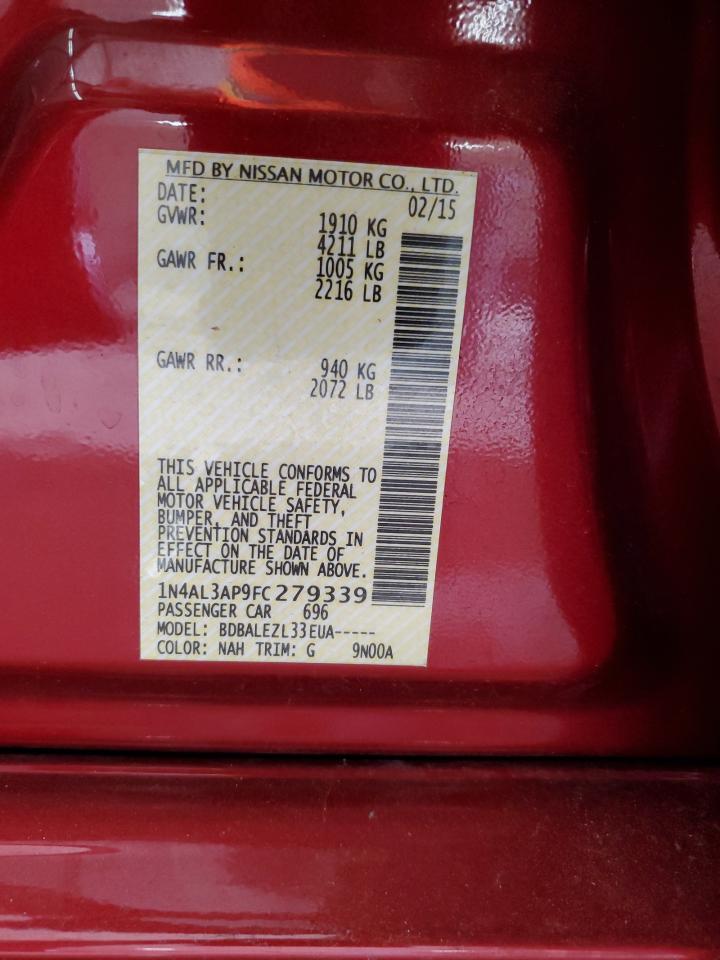 MFD BY NISSAN MOTOR CO., LTD.
DATE: 02/15
GVWR: 1910 KG
4211 LB
GAWR FR.: 1005 KG
2216 LB
GAWR RR.: 940 KG
2072 LB
THIS VEHICLE CONFORMS TO
ALL APPLICABLE FEDERAL
MOTOR VEHICLE SAFETY,
BUMPER, AND THEFT
PREVENTION STANDARDS IN
EFFECT ON THE DATE OF
MANUFACTURE SHOWN ABOVE.
1N4AL3AP9FC279339
PASSENGER CAR 696
MODEL: BDBALEZL33EUA-----
COLOR: NAH TRIM: G 9N00A